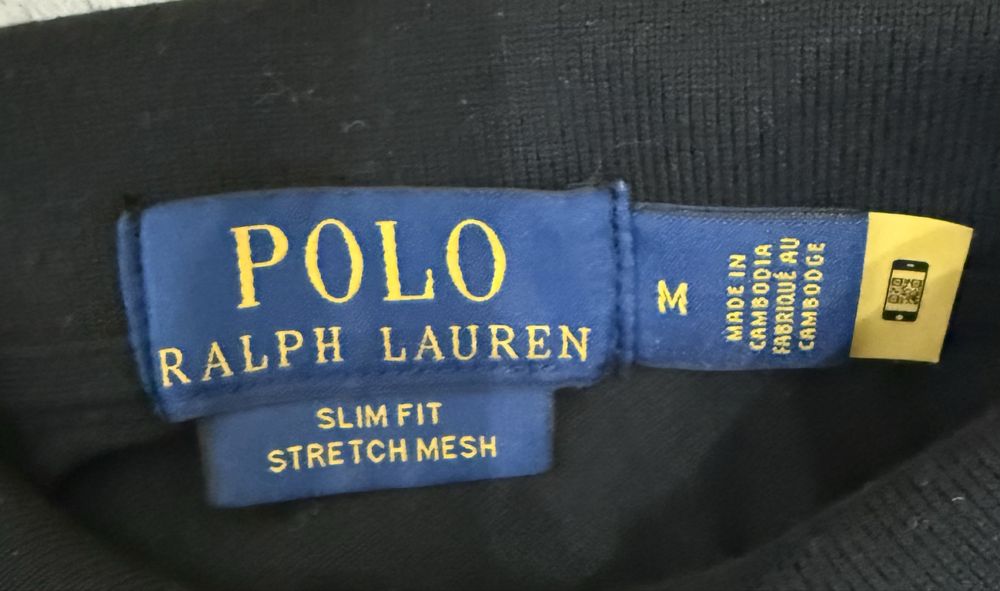 POLO
RALPH LAUREN
SLIM FIT
STRETCH MESH
M
MADE IN
CAMBODIA
FABRIQUÉ AU
CAMBODGE